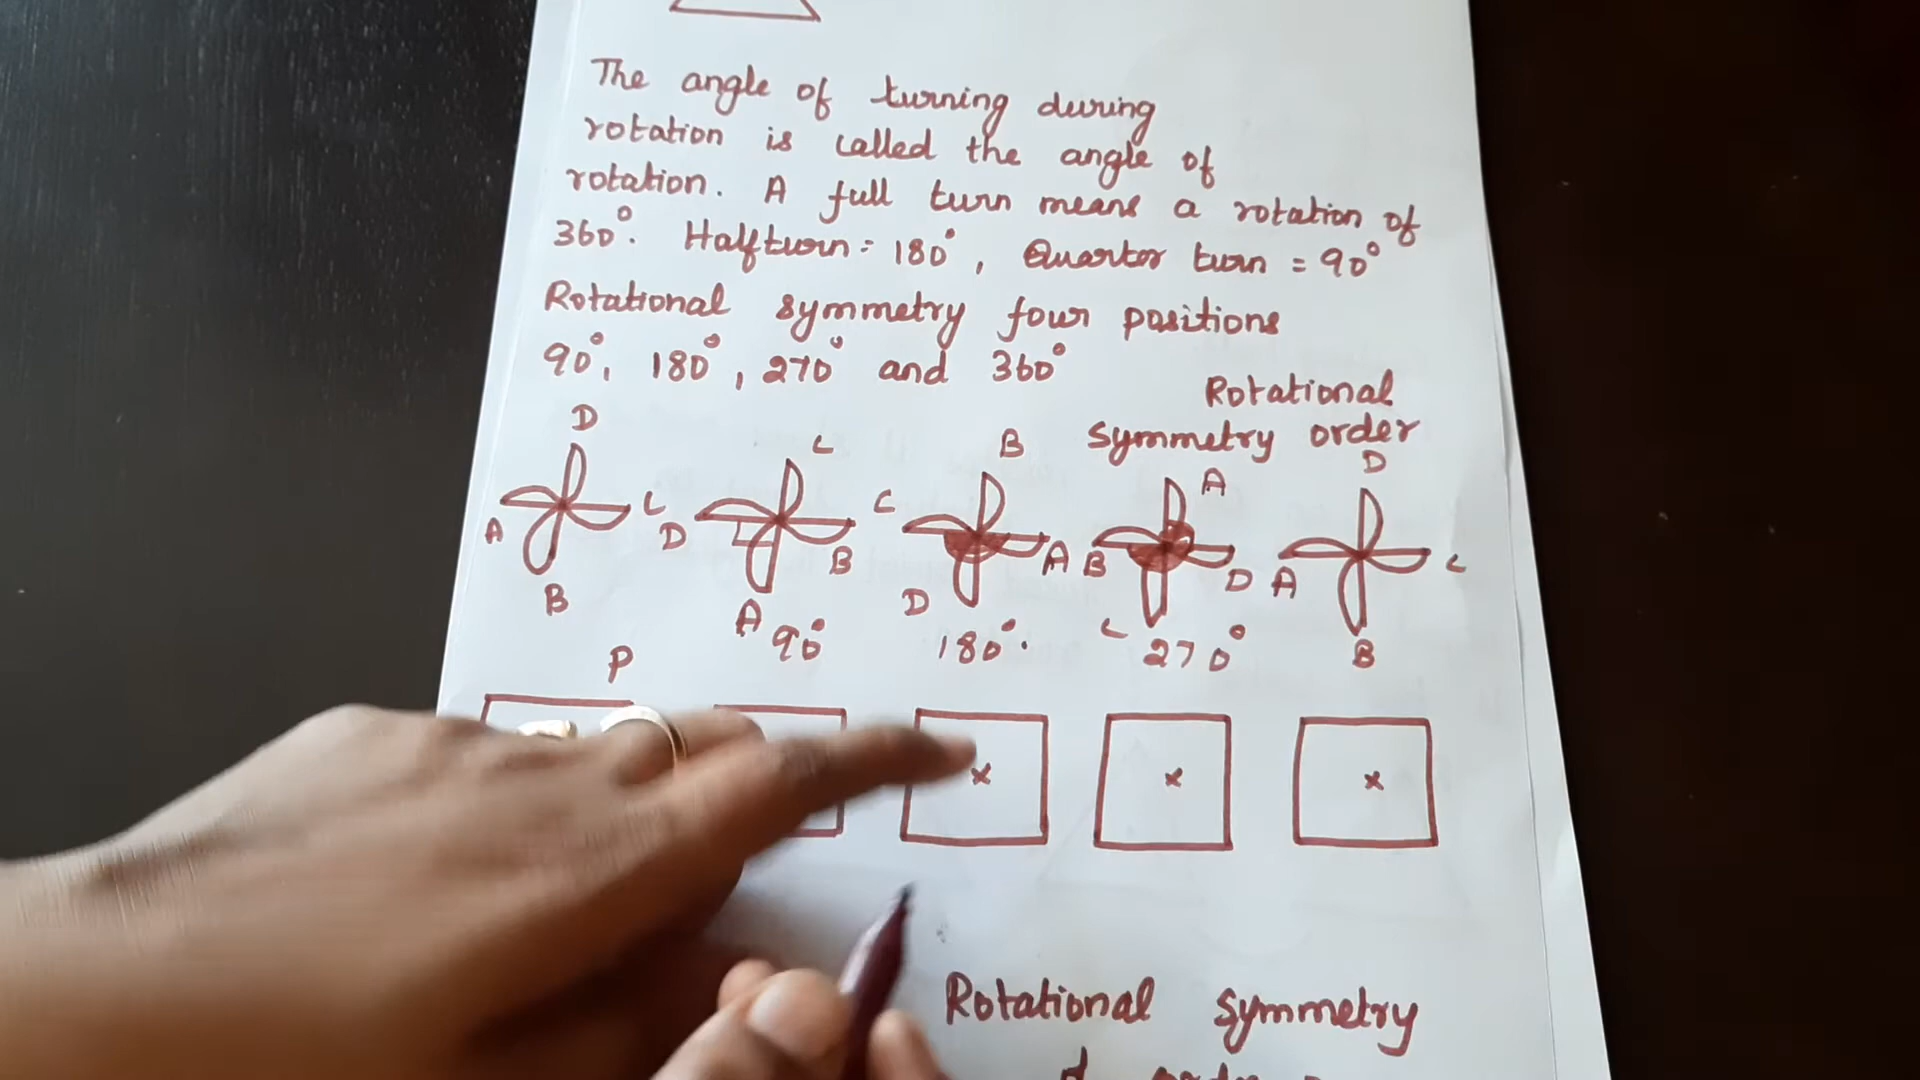 The angle of turning during
rotation is called the angle of
rotation. A full turn means a rotation of
360°. Half turn = 180°, Quarter turn = 90°
Rotational symmetry four positions
90°, 180°, 270° and 360°
Rotational
symmetry order
D C B A D
A C D B C A B D A C
B A D C B
90° 180°. 270°
P
x x x
Rotational symmetry